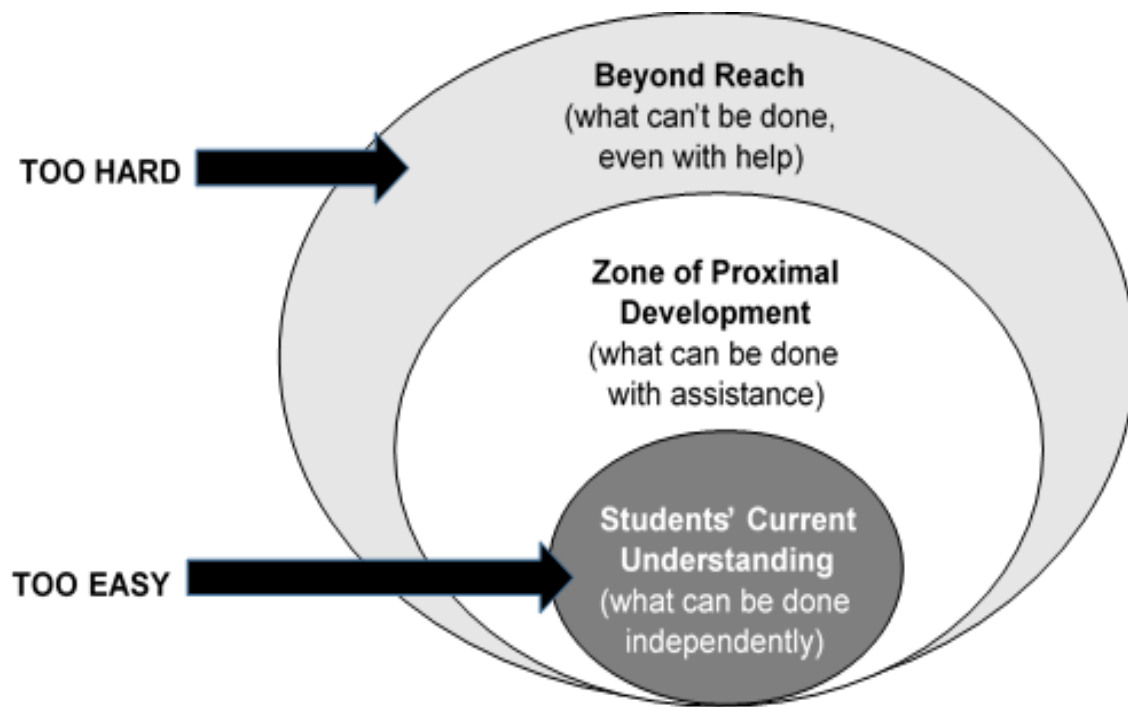 Beyond Reach
(what can't be done,
even with help)
TOO HARD
Zone of Proximal
Development
(what can be done
with assistance)
Students’ Current
Understanding
(what can be done
independently)
TOO EASY